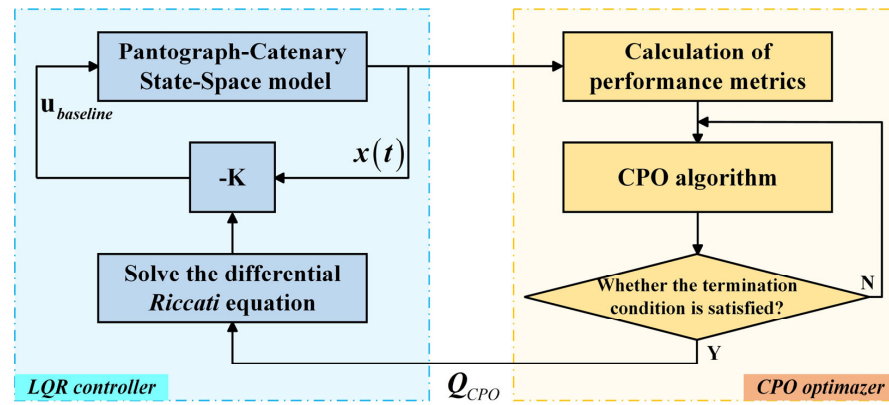 Pantograph-Catenary
State-Space model
u_baseline
x(t)
-K
Solve the differential
Riccati equation
LQR controller
Q_CPO
Calculation of
performance metrics
CPO algorithm
Whether the termination
condition is satisfied?
N
Y
CPO optimazer